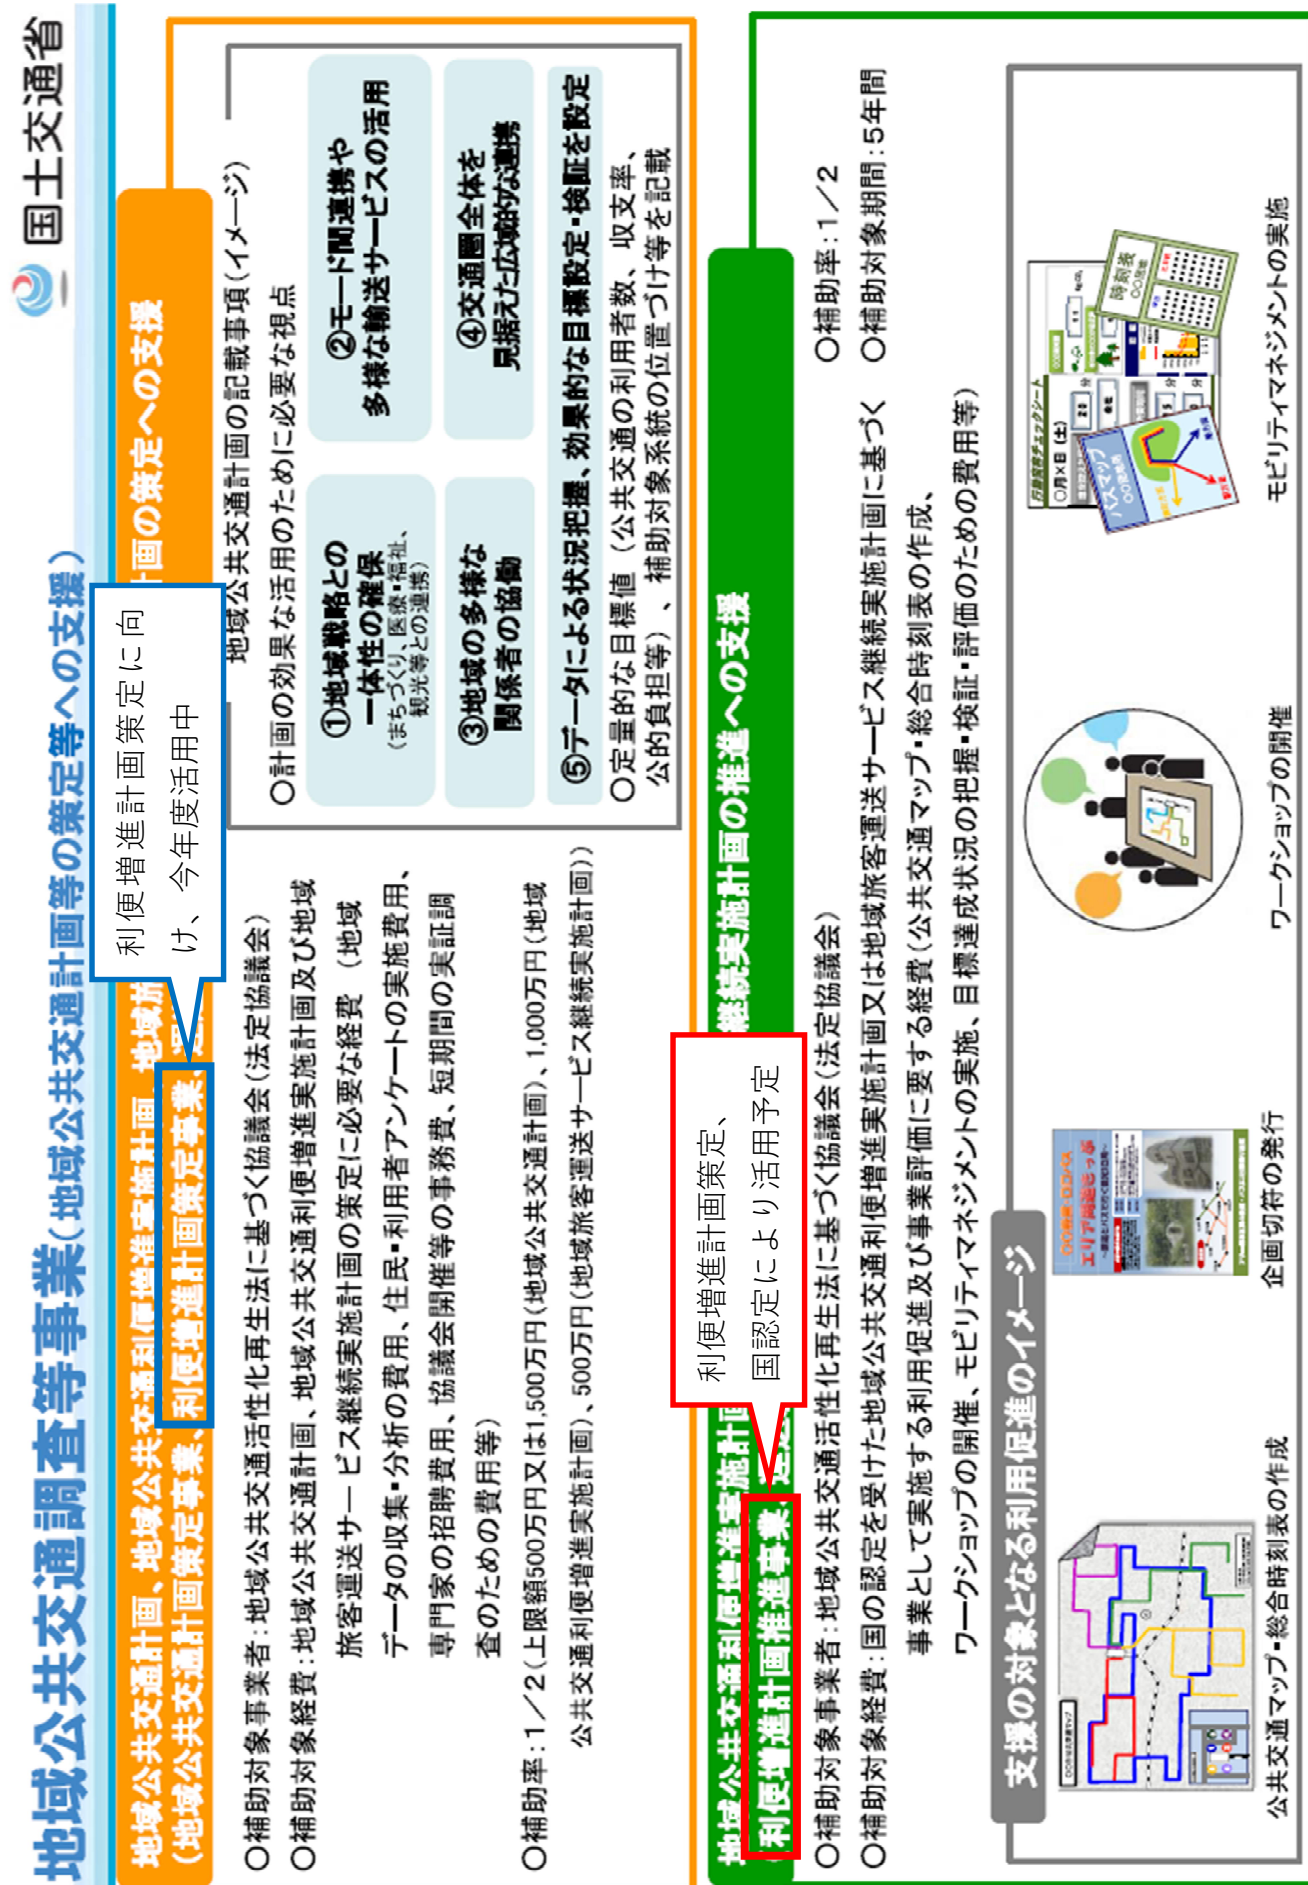 地域公共交通調査等事業(地域公共交通計画等の策定等への支援)
国土交通省
地域公共交通計画、地域公共交通利便増進実施計画、地域旅
計画の策定への支援
(地域公共交通計画策定事業、利便増進計画策定事業、
利便増進計画策定に向
け、今年度活用中
○補助対象事業者:地域公共交通活性化再生法に基づく協議会(法定協議会)
○補助対象経費:地域公共交通計画、地域公共交通利便増進実施計画及び地域
旅客運送サービス継続実施計画の策定に必要な経費 (地域
データの収集・分析の費用、住民・利用者アンケートの実施費用、
専門家の招聘費用、協議会開催等の事務費、短期間の実証調
査のための費用等)
○補助率:1/2(上限額500万円又は1,500万円(地域公共交通計画)、1,000万円(地域
公共交通利便増進実施計画)、500万円(地域旅客運送サービス継続実施計画))
地域公共交通計画の記載事項(イメージ)
○計画の効果な活用のために必要な視点
①地域戦略との
一体性の確保
(まちづくり、医療・福祉、
観光等との連携)
②モード間連携や
多様な輸送サービスの活用
③地域の多様な
関係者の協働
④交通圏全体を
見据えた広域的な連携
⑤データによる状況把握、効果的な目標設定・検証を設定
○定量的な目標値(公共交通の利用者数、収支率、
公的負担等)、補助対象系統の位置づけ等を記載
地域公共交通利便増進実施計画
継続実施計画の推進への支援
(利便増進計画推進事業、
利便増進計画策定、
国認定により活用予定
○補助対象事業者:地域公共交通活性化再生法に基づく協議会(法定協議会)
○補助率:1/2
○補助対象経費:国の認定を受けた地域公共交通利便増進実施計画又は地域旅客運送サービス継続実施計画に基づく
○補助対象期間:5年間
事業として実施する利用促進及び事業評価に要する経費(公共交通マップ・総合時刻表の作成、
ワークショップの開催、モビリティマネジメントの実施、目標達成状況の把握・検証・評価のための費用等)
支援の対象となる利用促進のイメージ
エリア周遊きっぷ
行動記録チェックシート
○月×日(土)
バスマップ
時刻表
公共交通マップ・総合時刻表の作成
企画切符の発行
ワークショップの開催
モビリティマネジメントの実施